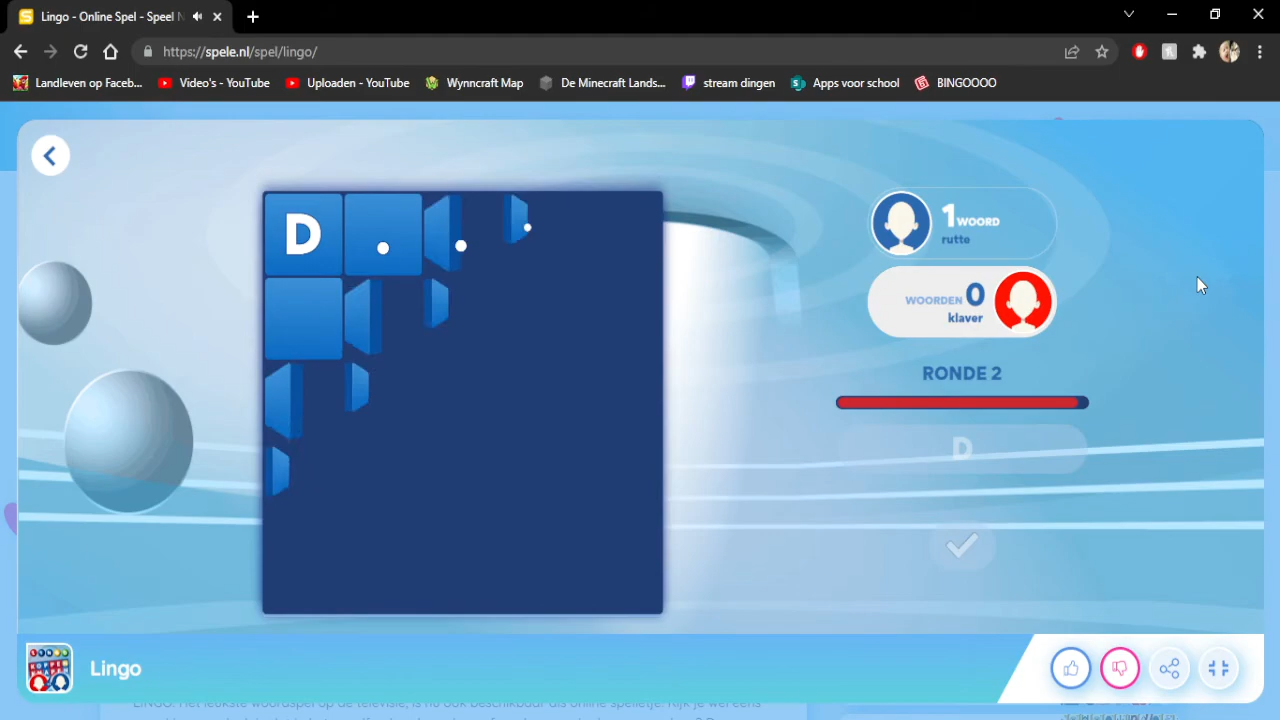 Lingo - Online Spel - Speel N
https://spele.nl/spel/lingo/
Landleven op Faceb...
Video's - YouTube
Uploaden - YouTube
Wynncraft Map
De Minecraft Lands...
stream dingen
Apps voor school
BINGOOOO
D . . .
1 WOORD
rutte
WOORDEN 0
klaver
RONDE 2
D
Lingo